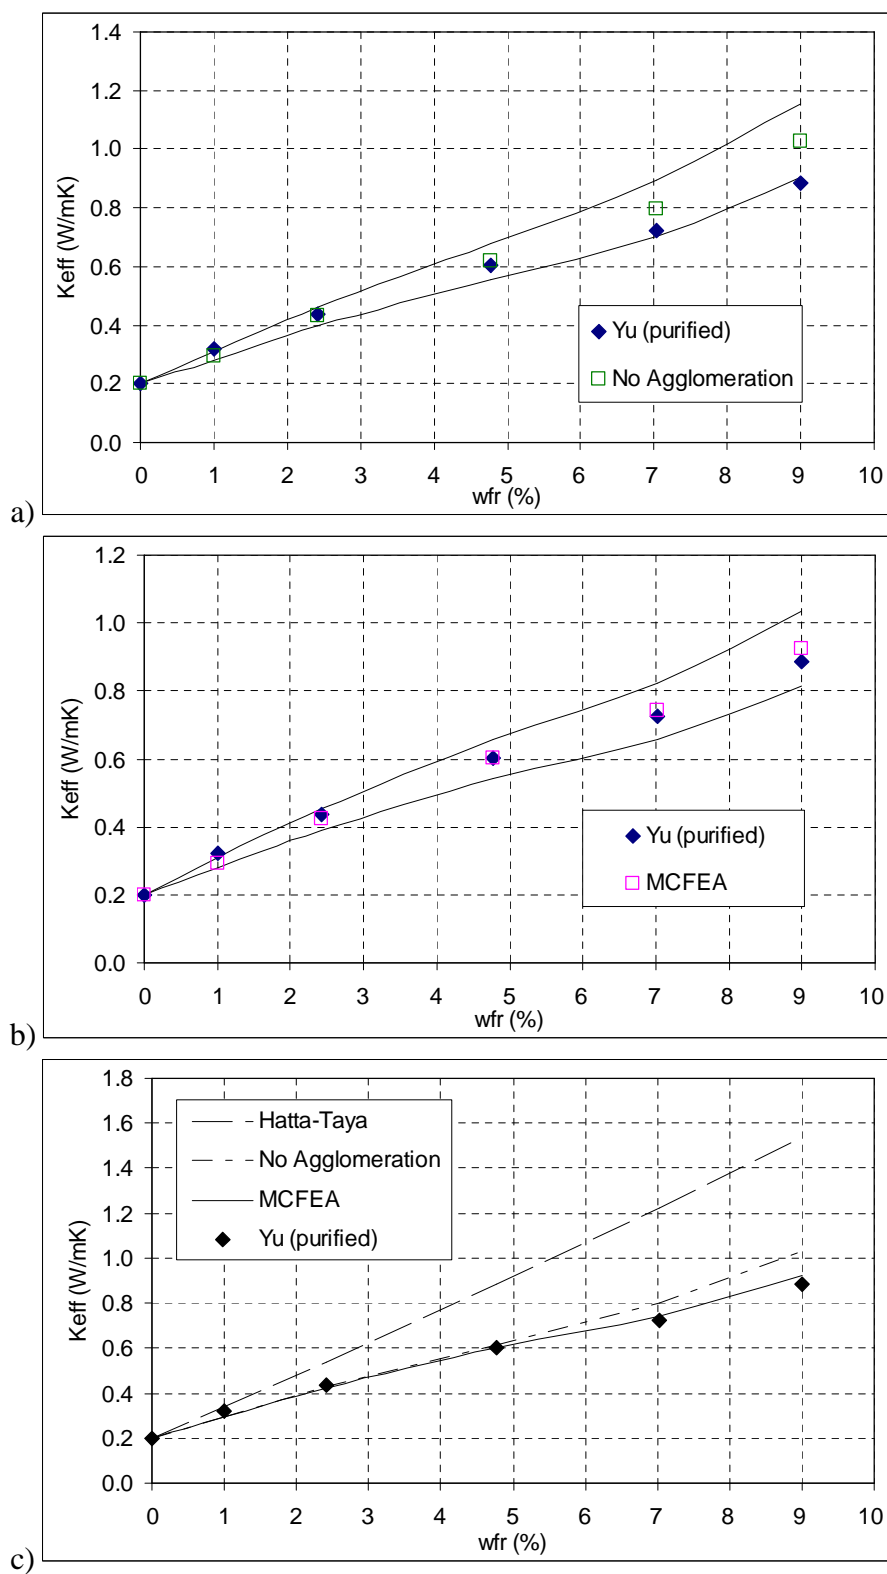 1.4
1.2
1.0
0.8
0.6
0.4
0.2
0.0
Keff (W/mK)
Yu (purified)
No Agglomeration
0 1 2 3 4 5 6 7 8 9 10
wfr (%)
a)
1.2
1.0
0.8
0.6
0.4
0.2
0.0
Keff (W/mK)
Yu (purified)
MCFEA
0 1 2 3 4 5 6 7 8 9 10
wfr (%)
b)
1.8
1.6
1.4
1.2
1.0
0.8
0.6
0.4
0.2
0.0
Keff (W/mK)
Hatta-Taya
No Agglomeration
MCFEA
Yu (purified)
0 1 2 3 4 5 6 7 8 9 10
wfr (%)
c)